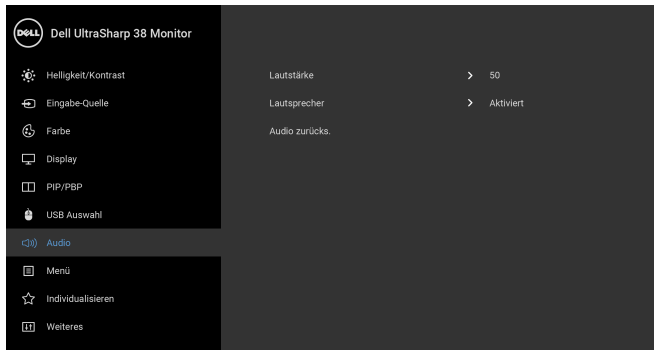 DELL Dell UltraSharp 38 Monitor
Helligkeit/Kontrast
Eingabe-Quelle
Farbe
Display
PIP/PBP
USB Auswahl
Audio
Menü
Individualisieren
Weiteres
Lautstärke > 50
Lautsprecher > Aktiviert
Audio zurücks.